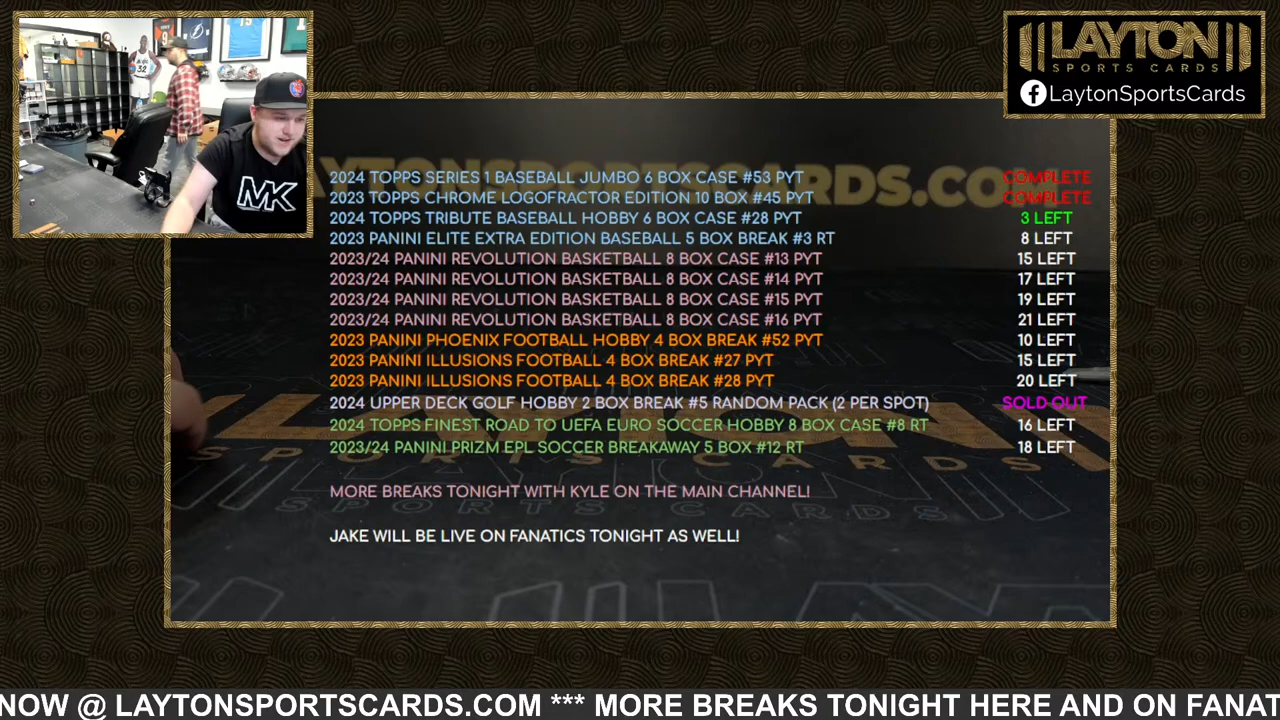 LAYTON
SPORTS CARDS
LaytonSportsCards
MK
32
LAYTONSPORTSCARDS.CO
2024 TOPPS SERIES 1 BASEBALL JUMBO 6 BOX CASE #53 PYT COMPLETE
2023 TOPPS CHROME LOGOFRACTOR EDITION 10 BOX #45 PYT COMPLETE
2024 TOPPS TRIBUTE BASEBALL HOBBY 6 BOX CASE #28 PYT 3 LEFT
2023 PANINI ELITE EXTRA EDITION BASEBALL 5 BOX BREAK #3 RT 8 LEFT
2023/24 PANINI REVOLUTION BASKETBALL 8 BOX CASE #13 PYT 15 LEFT
2023/24 PANINI REVOLUTION BASKETBALL 8 BOX CASE #14 PYT 17 LEFT
2023/24 PANINI REVOLUTION BASKETBALL 8 BOX CASE #15 PYT 19 LEFT
2023/24 PANINI REVOLUTION BASKETBALL 8 BOX CASE #16 PYT 21 LEFT
2023 PANINI PHOENIX FOOTBALL HOBBY 4 BOX BREAK #52 PYT 10 LEFT
2023 PANINI ILLUSIONS FOOTBALL 4 BOX BREAK #27 PYT 15 LEFT
2023 PANINI ILLUSIONS FOOTBALL 4 BOX BREAK #28 PYT 20 LEFT
2024 UPPER DECK GOLF HOBBY 2 BOX BREAK #5 RANDOM PACK (2 PER SPOT) SOLD OUT
2024 TOPPS FINEST ROAD TO UEFA EURO SOCCER HOBBY 8 BOX CASE #8 RT 16 LEFT
2023/24 PANINI PRIZM EPL SOCCER BREAKAWAY 5 BOX #12 RT 18 LEFT
MORE BREAKS TONIGHT WITH KYLE ON THE MAIN CHANNEL!
JAKE WILL BE LIVE ON FANATICS TONIGHT AS WELL!
LAYTON
SPORTS CARDS
NOW @ LAYTONSPORTSCARDS.COM *** MORE BREAKS TONIGHT HERE AND ON FANAT